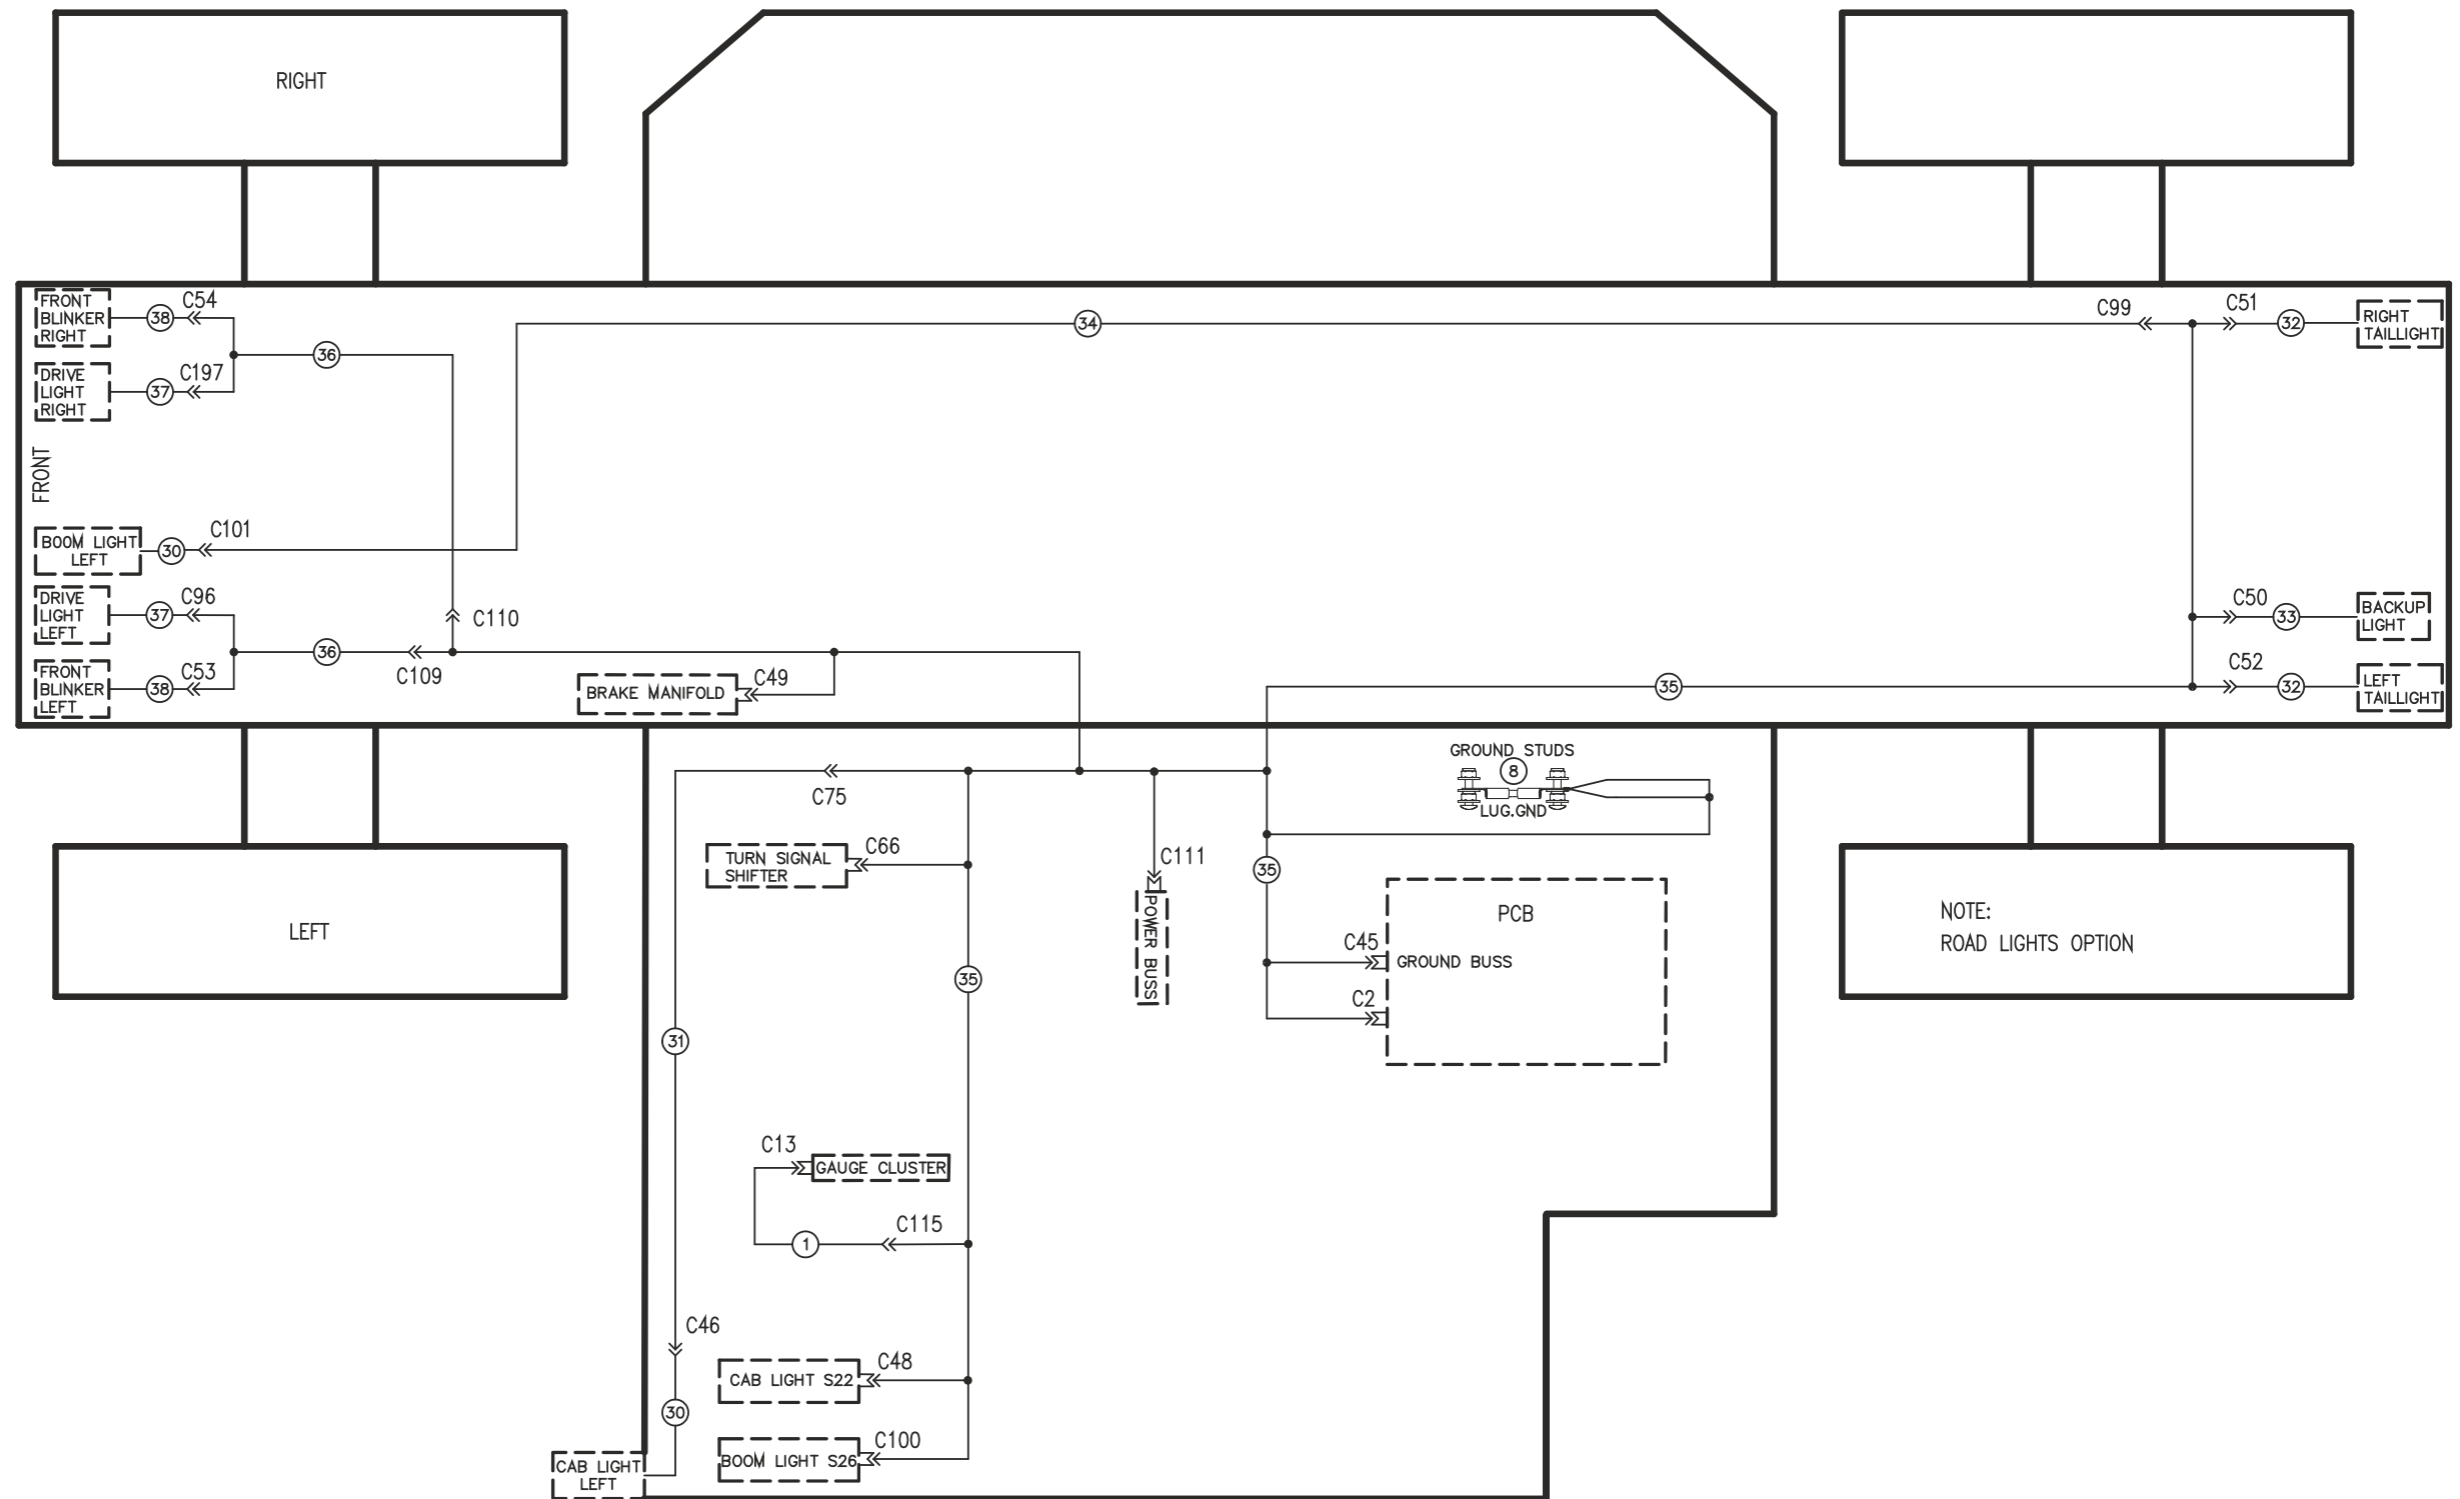 RIGHT
FRONT
BLINKER
RIGHT
38
C54
36
DRIVE
LIGHT
RIGHT
37
C197
34
C99
C51
32
RIGHT
TAILLIGHT
FRONT
BOOM LIGHT
LEFT
30
C101
DRIVE
LIGHT
LEFT
37
C96
C110
36
C109
FRONT
BLINKER
LEFT
38
C53
BRAKE MANIFOLD
C49
35
C50
33
BACKUP
LIGHT
C52
32
LEFT
TAILLIGHT
GROUND STUDS
8
LUG.GND
C75
TURN SIGNAL
SHIFTER
C66
C111
POWER BUSS
35
PCB
C45
GROUND BUSS
C2
LEFT
NOTE:
ROAD LIGHTS OPTION
35
31
C13
GAUGE CLUSTER
C115
1
C46
CAB LIGHT S22
C48
30
BOOM LIGHT S26
C100
CAB LIGHT
LEFT